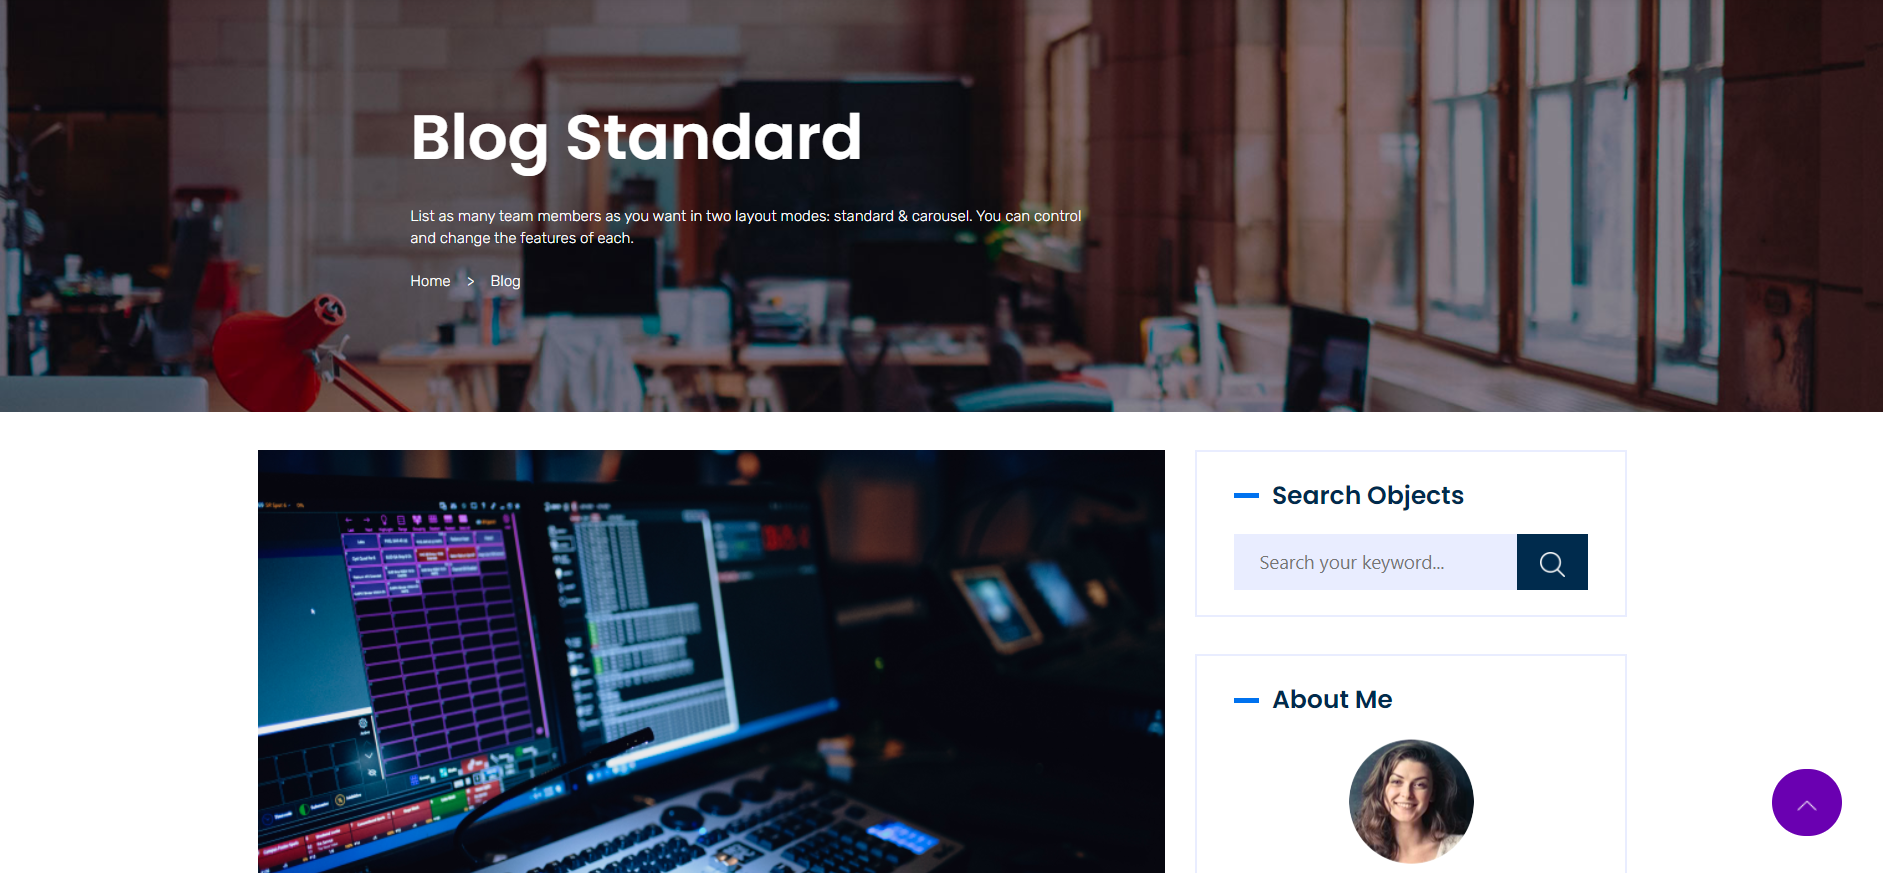 Blog Standard
List as many team members as you want in two layout modes: standard & carousel. You can control
and change the features of each.
Home > Blog
Search Objects
Search your keyword...
About Me